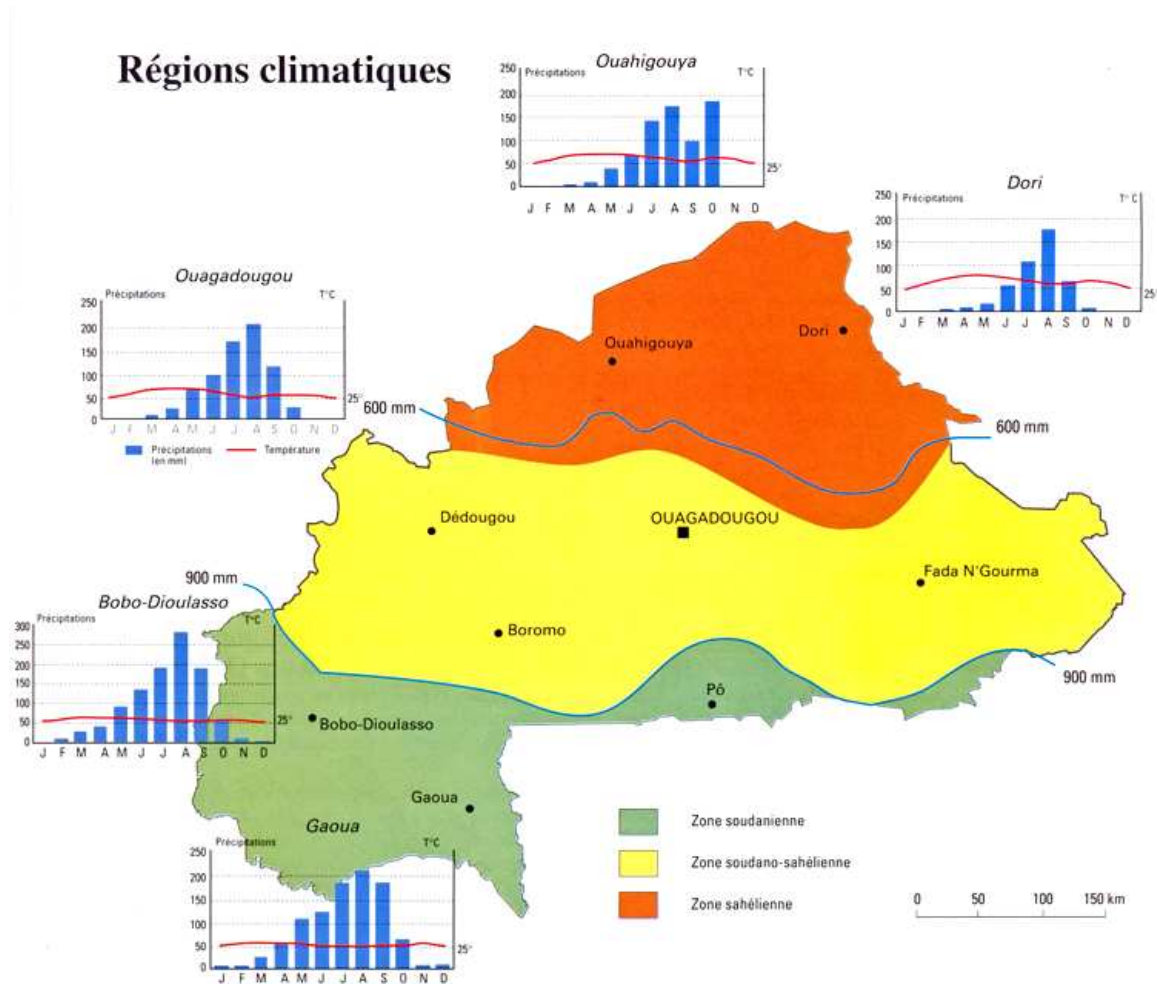 Régions climatiques
Ouahigouya
Précipitations T°C
250
200
150
100
50
0
25°
J F M A M J J A S O N D
Dori
Précipitations T° C
250
200
150
100
50
0
25°
J F M A M J J A S O N D
Ouagadougou
Précipitations T°C
250
200
150
100
50
0
25°
J F M A M J J A S O N D
Précipitations (en mm)
Température
Ouahigouya
Dori
600 mm
600 mm
Dédougou
OUAGADOUGOU
Fada N'Gourma
900 mm
Boromo
900 mm
Pô
Bobo-Dioulasso
Précipitations T°C
300
250
200
150
100
50
0
25°
J F M A M J J A S O N D
Bobo-Dioulasso
Gaoua
Gaoua
Précipitations T°C
250
200
150
100
50
0
25°
J F M A M J J A S O N D
Zone soudanienne
Zone soudano-sahélienne
Zone sahélienne
0 50 100 150 km